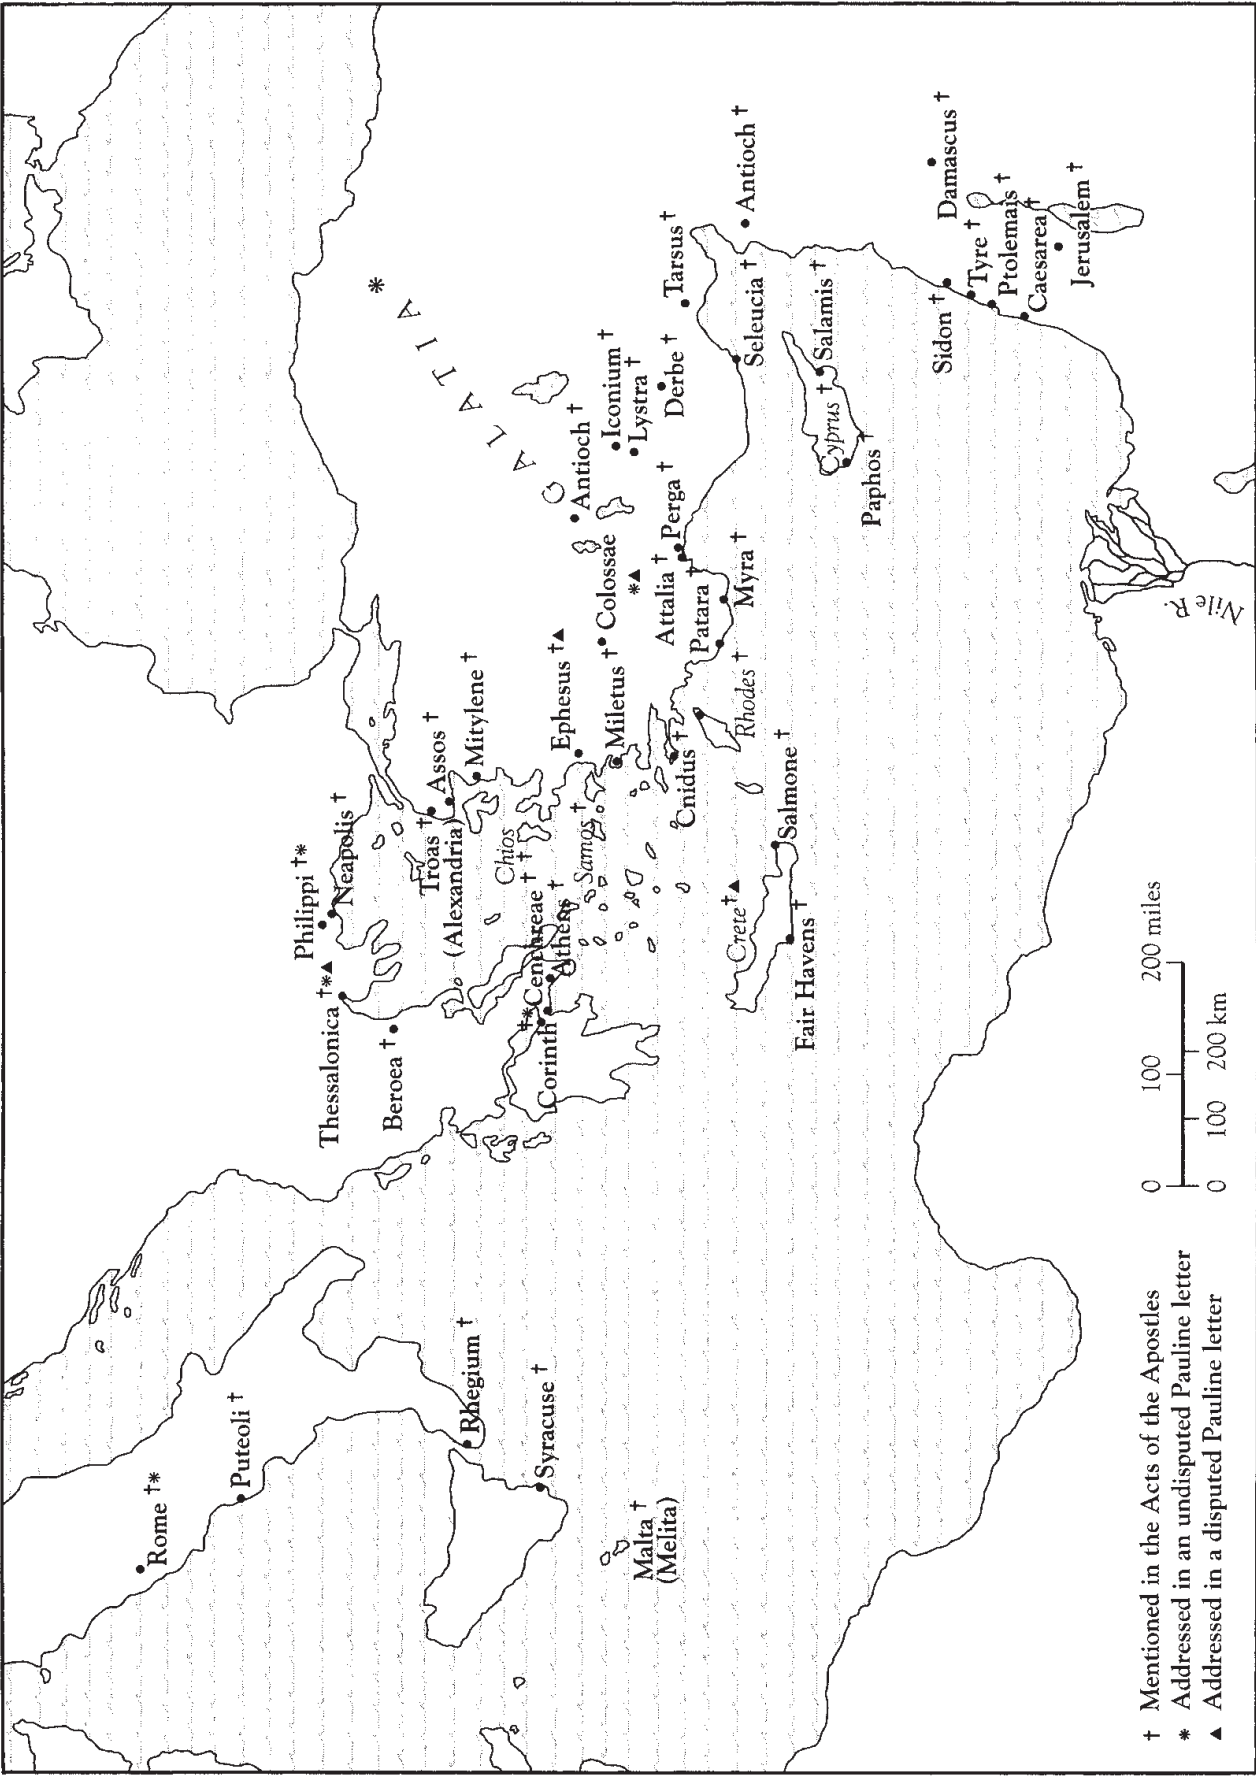 Rome †*
Puteoli †
Rhegium †
Syracuse †
Malta †
(Melita)
Thessalonica †*▲
Beroea †
Philippi †*
Neapolis †
Troas †
(Alexandria)
Assos †
Mitylene †
Chios †
†* Cenchreae †
Corinth
Athens †
Samos †
Ephesus †▲
Miletus †
Colossae
*▲
Cnidus †
Rhodes †
Patara †
Myra †
Attalia †
Perga †
Antioch †
Iconium †
Lystra †
Derbe †
GALATIA *
Tarsus †
Seleucia †
Antioch †
Cyprus †
Salamis †
Paphos †
Crete †▲
Salmone †
Fair Havens †
Damascus †
Sidon †
Tyre †
Ptolemais †
Caesarea †
Jerusalem †
Nile R.
† Mentioned in the Acts of the Apostles
* Addressed in an undisputed Pauline letter
▲ Addressed in a disputed Pauline letter
0 100 200 miles
0 100 200 km